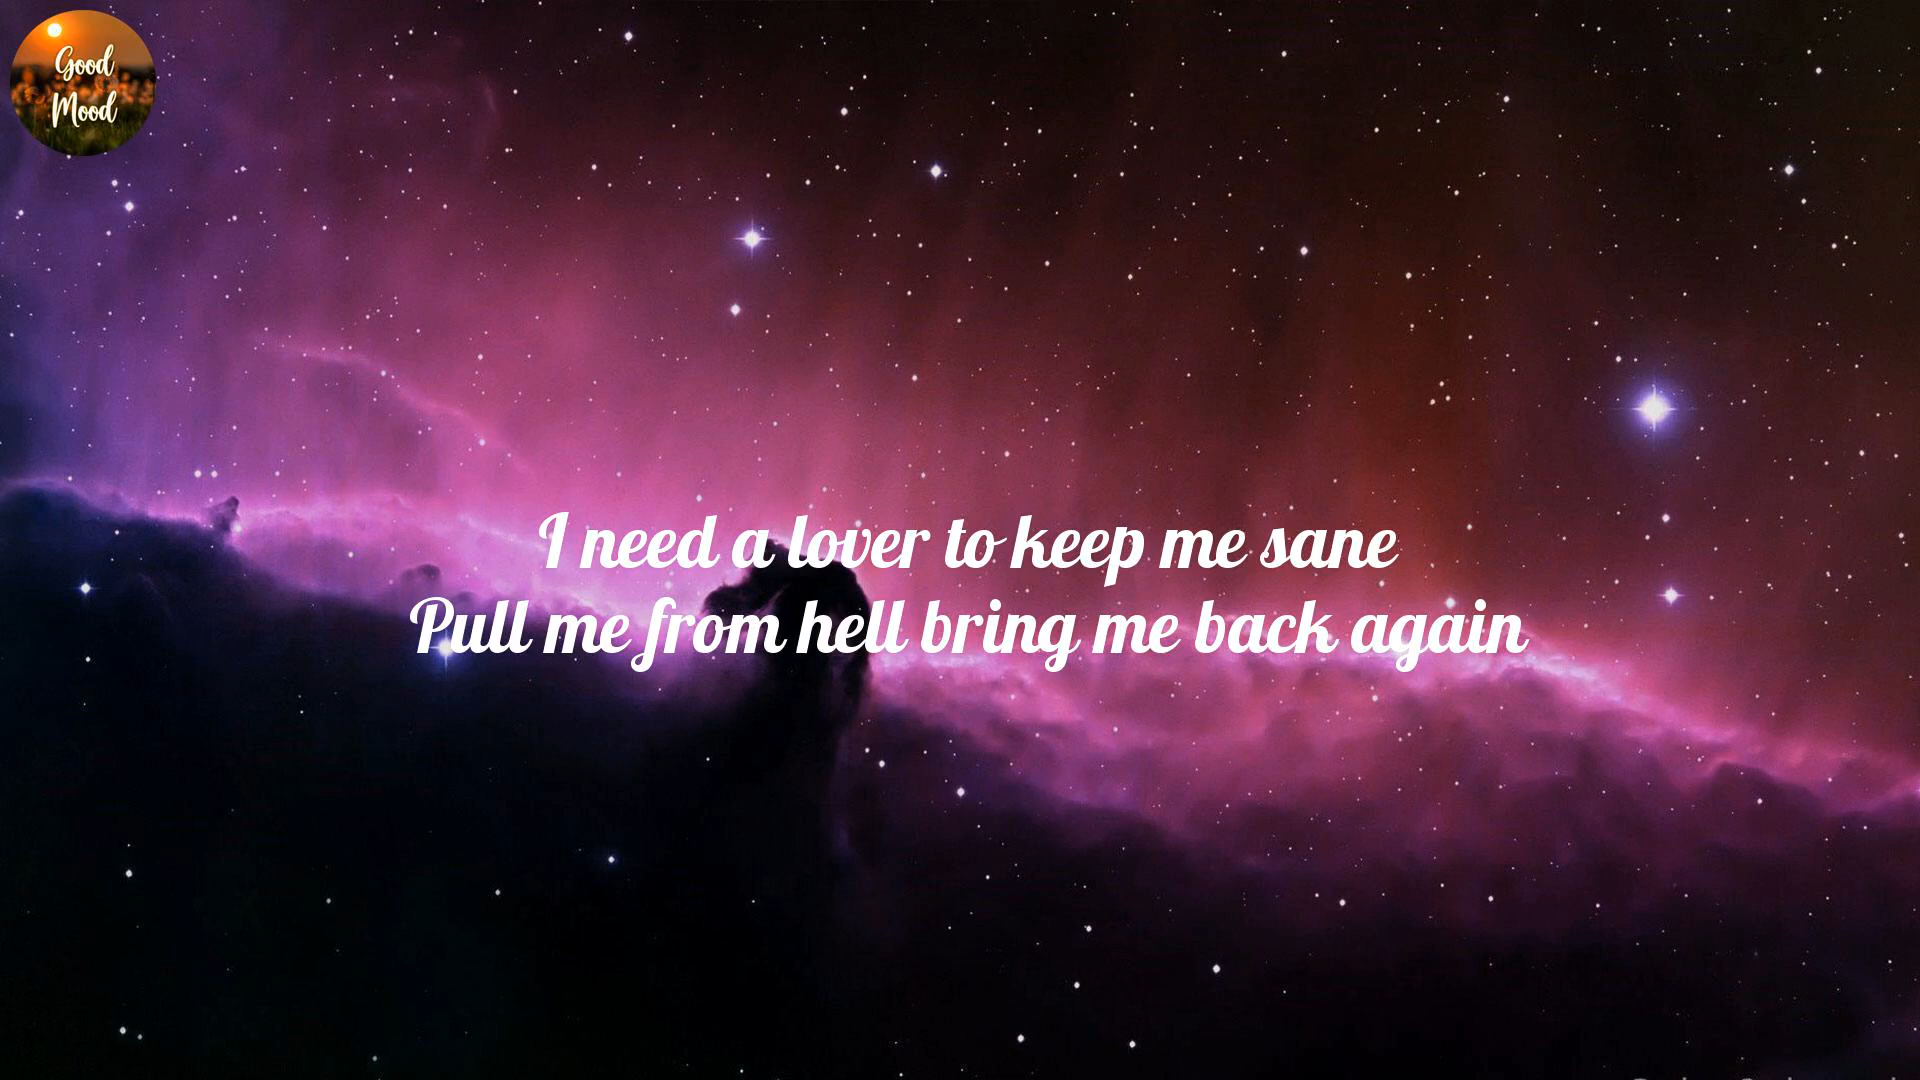 Good
Mood
I need a lover to keep me sane
Pull me from hell bring me back again